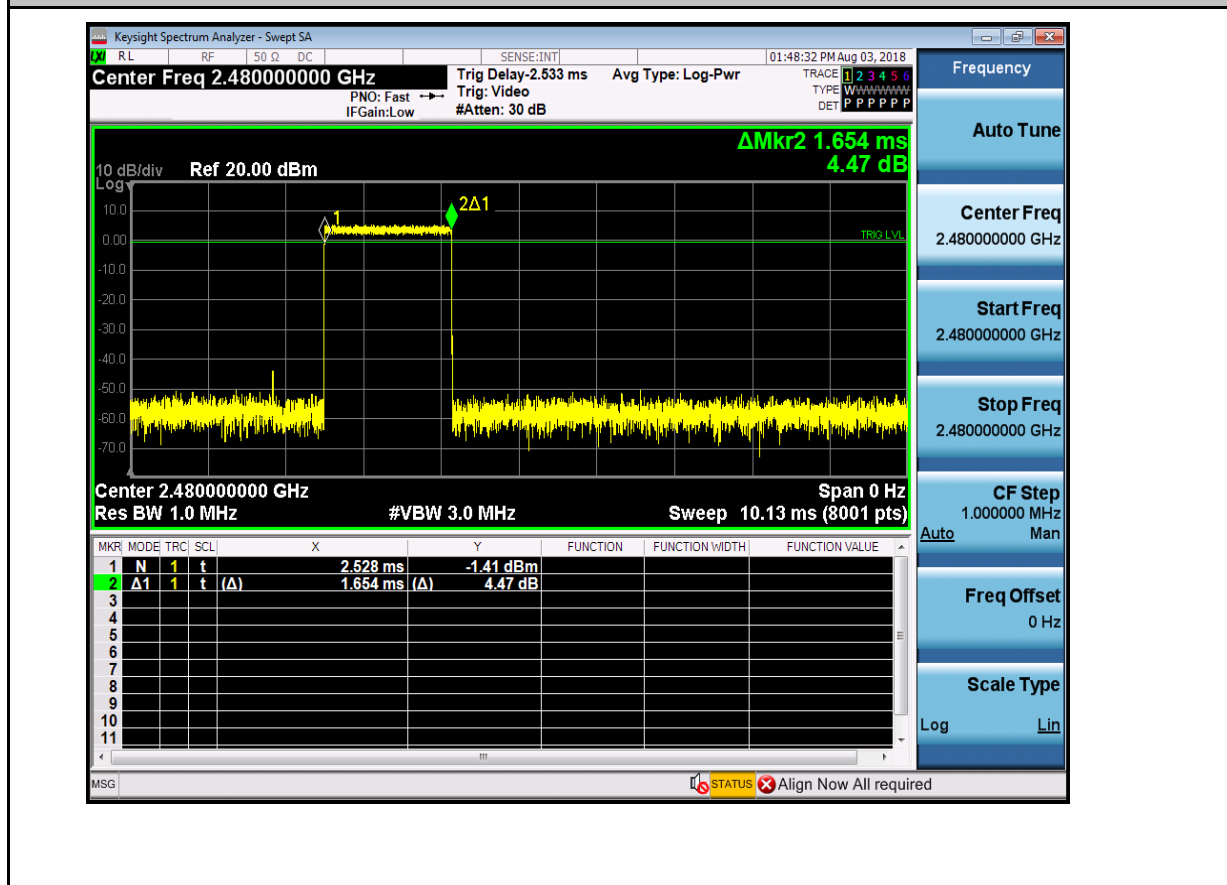 Keysight Spectrum Analyzer - Swept SA
LXI RL RF 50 Ω DC SENSE:INT 01:48:32 PM Aug 03, 2018
Center Freq 2.480000000 GHz
PNO: Fast
IFGain:Low
Trig Delay-2.533 ms
Trig: Video
#Atten: 30 dB
Avg Type: Log-Pwr
TRACE 1 2 3 4 5 6
TYPE WWWWWW
DET P P P P P P
ΔMkr2 1.654 ms
4.47 dB
10 dB/div Ref 20.00 dBm
Log
10.0
0.00
-10.0
-20.0
-30.0
-40.0
-50.0
-60.0
-70.0
1
2Δ1
TRIG LVL
Center 2.480000000 GHz Span 0 Hz
Res BW 1.0 MHz #VBW 3.0 MHz Sweep 10.13 ms (8001 pts)
MKR MODE TRC SCL X Y FUNCTION FUNCTION WIDTH FUNCTION VALUE
1 N 1 t 2.528 ms -1.41 dBm
2 Δ1 1 t (Δ) 1.654 ms (Δ) 4.47 dB
3
4
5
6
7
8
9
10
11
MSG STATUS Align Now All required
Frequency
Auto Tune
Center Freq
2.480000000 GHz
Start Freq
2.480000000 GHz
Stop Freq
2.480000000 GHz
CF Step
1.000000 MHz
Auto Man
Freq Offset
0 Hz
Scale Type
Log Lin